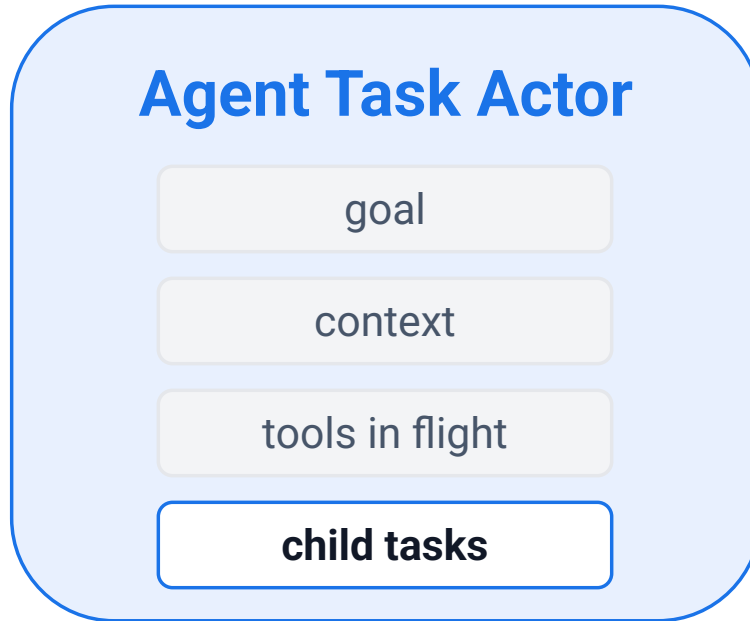 Agent Task Actor
goal
context
tools in flight
child tasks